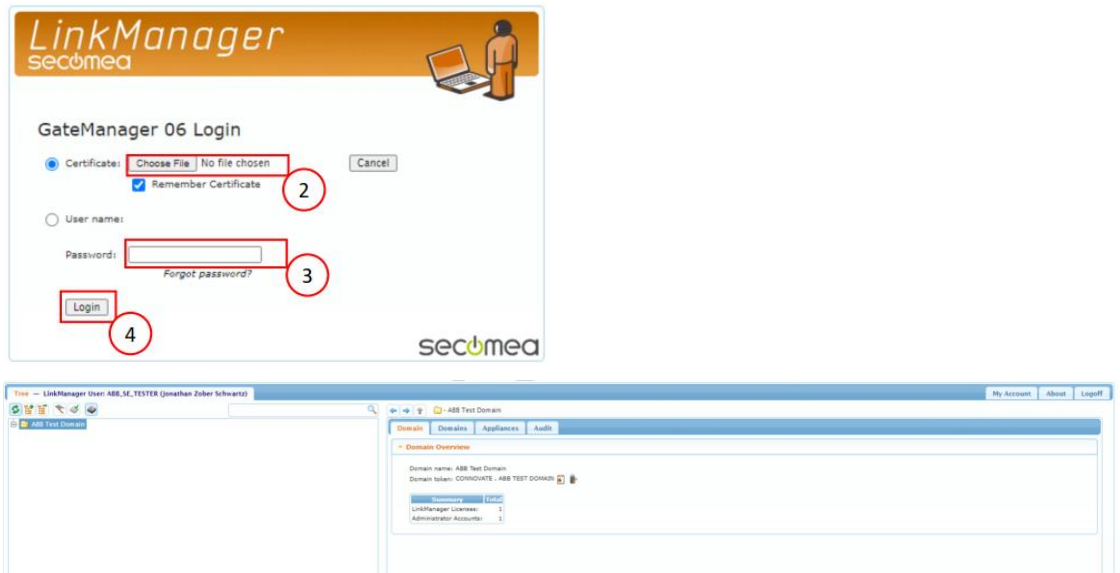 LinkManager
secomea
GateManager 06 Login
Certificate: Choose File No file chosen Cancel
Remember Certificate
2
User name:
Password:
3
Forgot password?
Login
4
secomea
Tree — LinkManager User: ABB_SE_TESTER (Jonathan Zober Schwartz) My Account About Logoff
- ABB Test Domain
ABB Test Domain
Domain Domains Appliances Audit
Domain Overview
Domain name: ABB Test Domain
Domain token: CONNOVATE . ABB TEST DOMAIN
Summary Total
LinkManager Licenses: 1
Administrator Accounts: 1